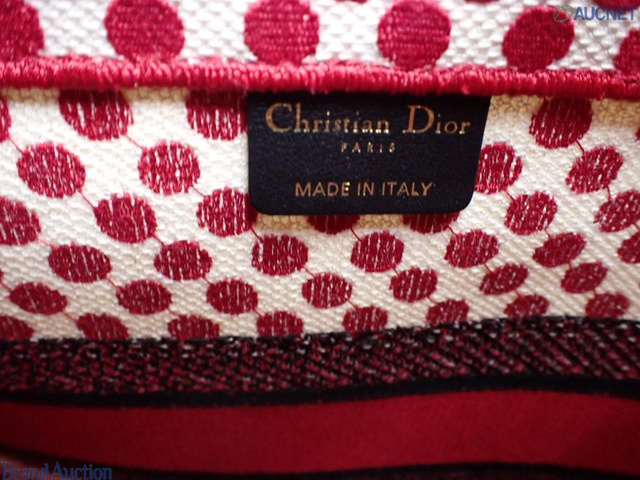 AUCNET
Christian Dior
PARIS
MADE IN ITALY
Brand Auction